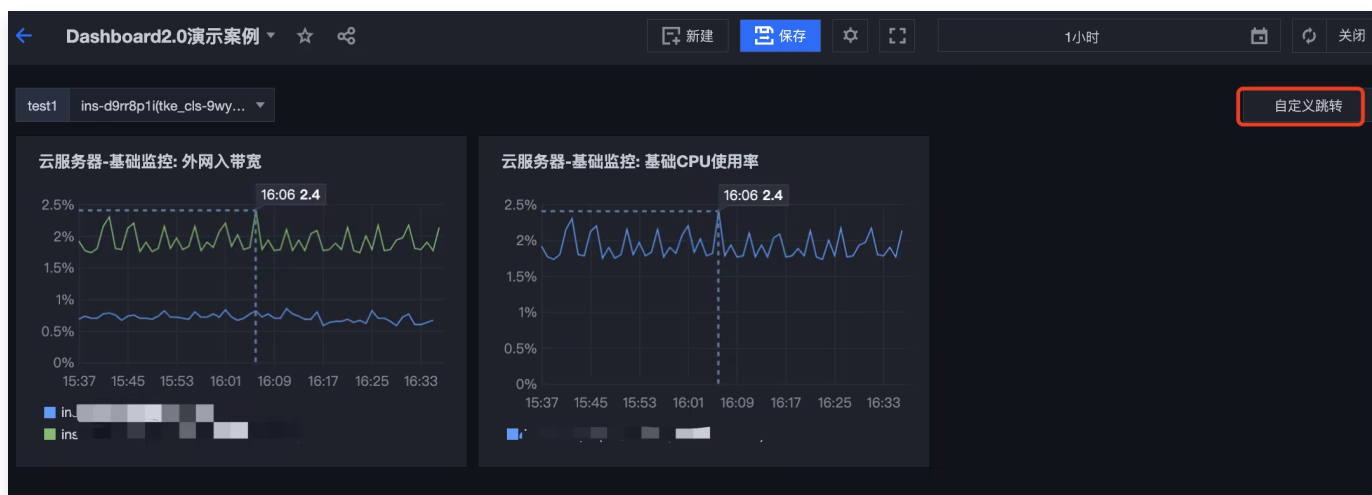 Dashboard2.0演示案例
新建
保存
1小时
关闭
test1 ins-d9rr8p1i(tke_cls-9wy...
自定义跳转
云服务器-基础监控: 外网入带宽
16:06 2.4
2.5%
2%
1.5%
1%
0.5%
0%
15:37 15:45 15:53 16:01 16:09 16:17 16:25 16:33
ins
云服务器-基础监控: 基础CPU使用率
16:06 2.4
2.5%
2%
1.5%
1%
0.5%
0%
15:37 15:45 15:53 16:01 16:09 16:17 16:25 16:33